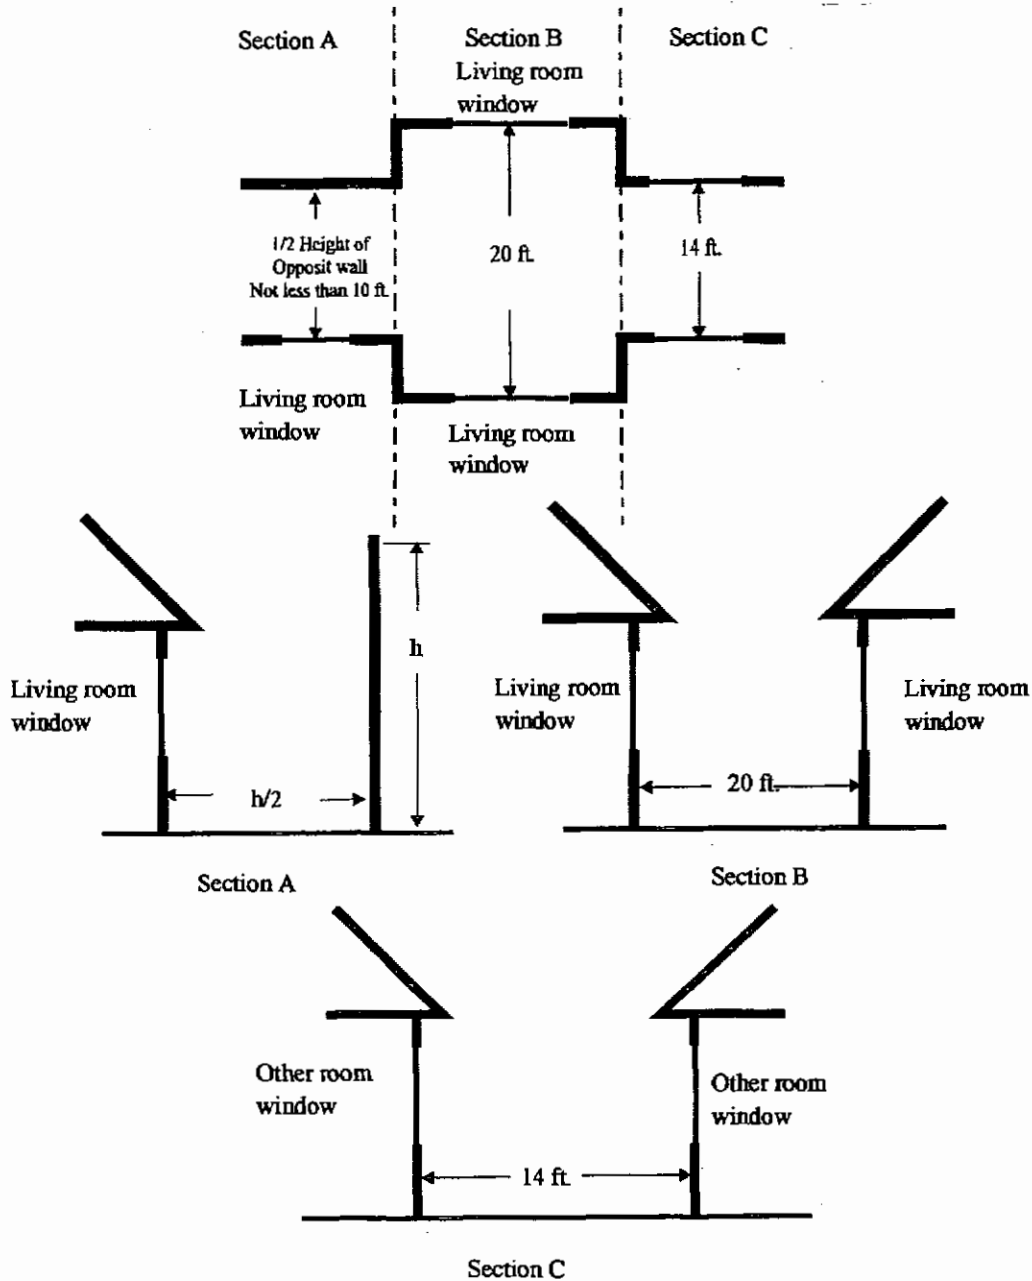 Section A
Section B
Section C
Living room
window
1/2 Height of
Opposit wall
Not less than 10 ft.
20 ft.
14 ft.
Living room
window
Living room
window
h
Living room
window
h/2
Living room
window
Living room
window
20 ft.
Section A
Section B
Other room
window
Other room
window
14 ft.
Section C